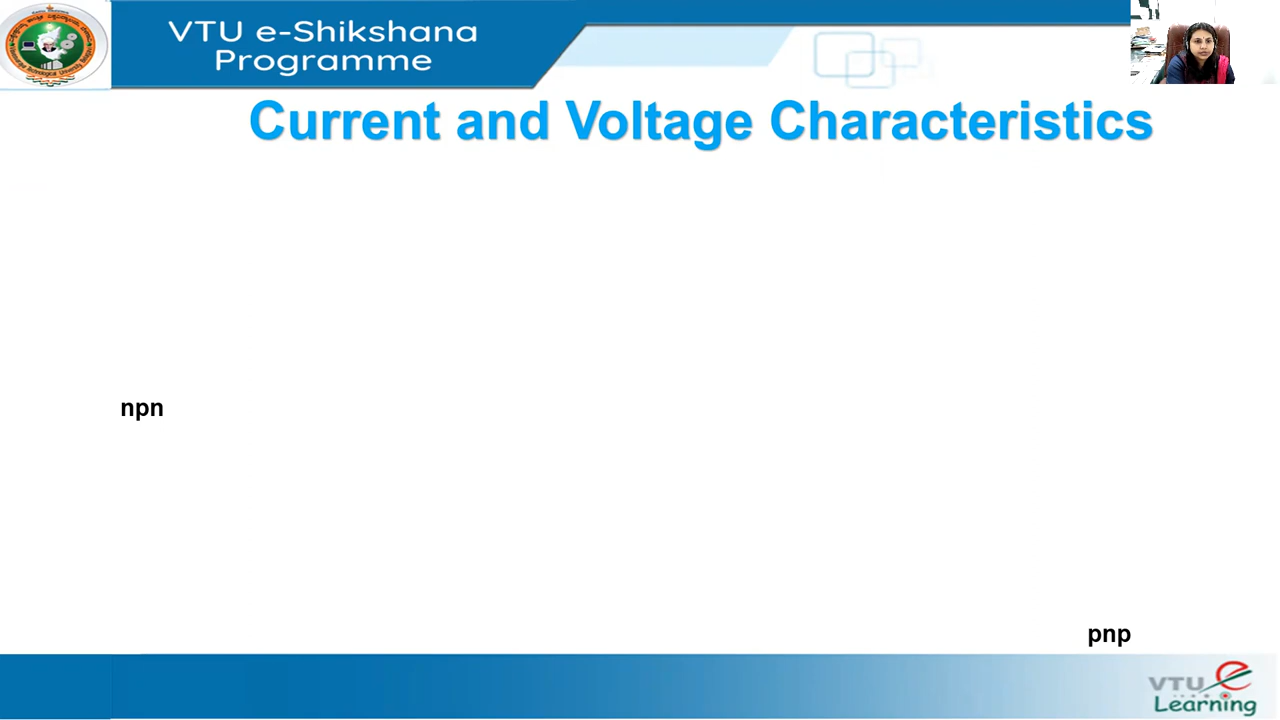 VTU e-Shikshana
Programme
Current and Voltage Characteristics
npn
pnp
VTU e
Learning